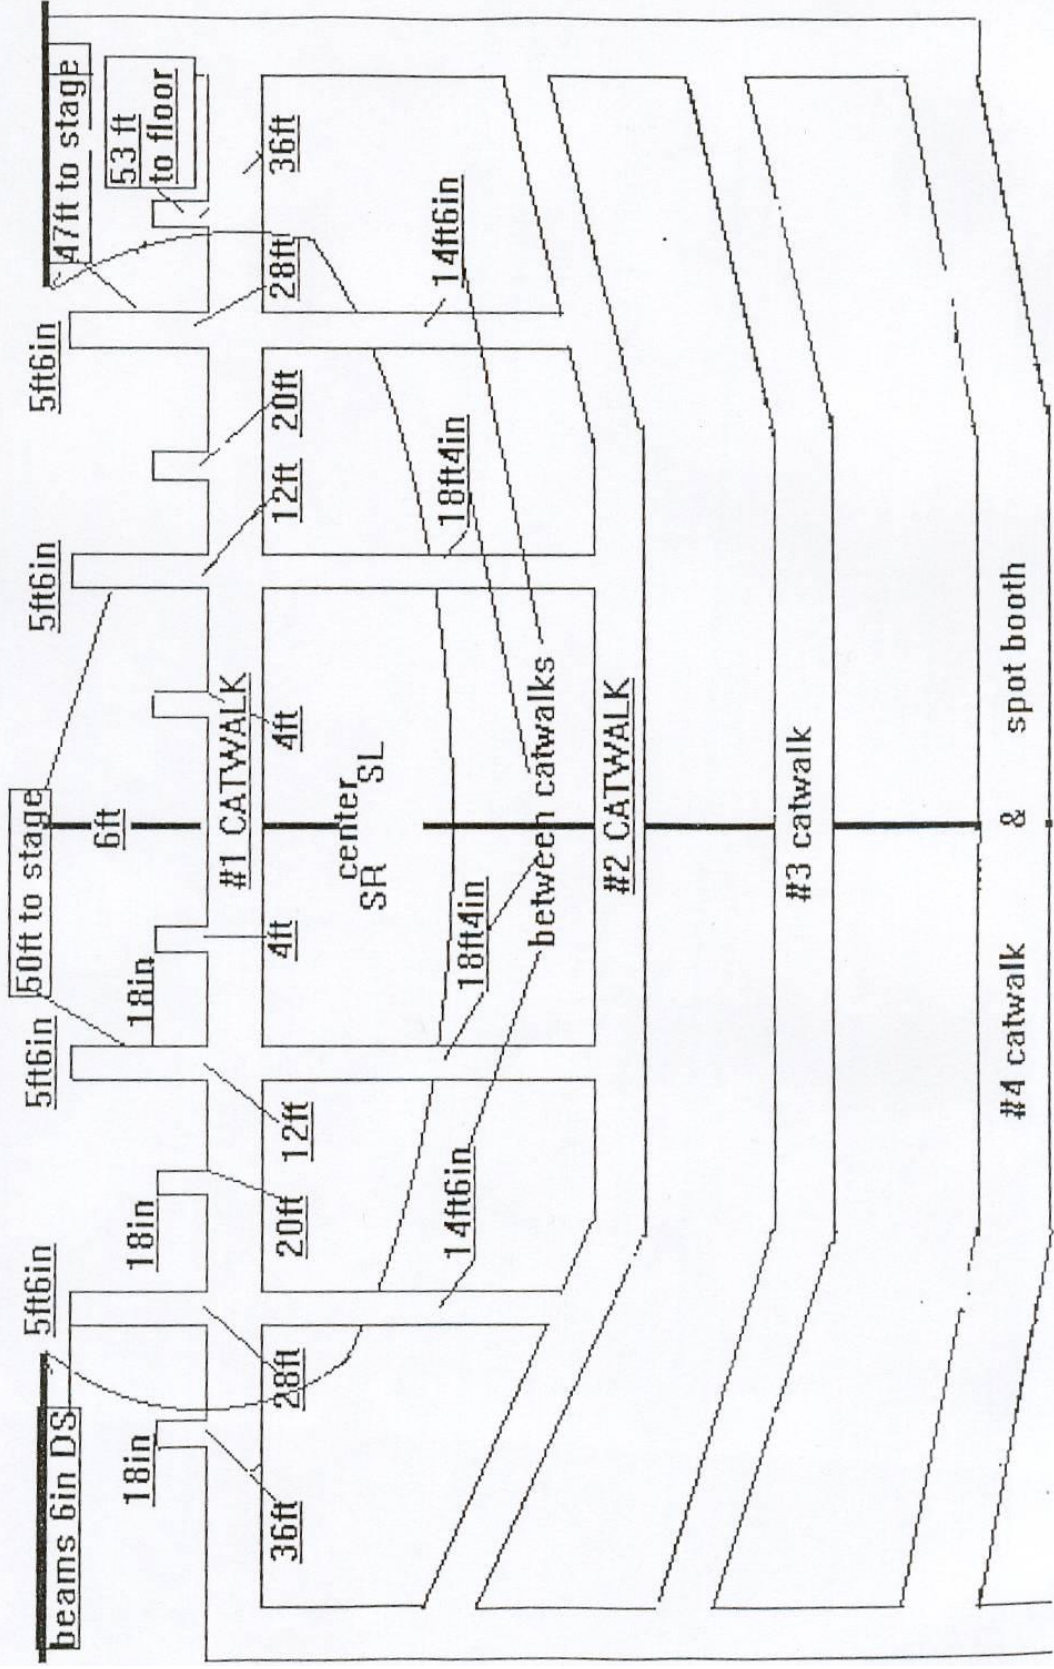 beams 6in DS
50ft to stage
47ft to stage
5ft6in
5ft6in
5ft6in
5ft6in
6ft
53 ft
to floor
18in
18in
18in
#1 CATWALK
36ft
28ft
20ft
12ft
4ft
4ft
12ft
20ft
28ft
36ft
center
SR
SL
14ft6in
18ft4in
18ft4in
14ft6in
between catwalks
#2 CATWALK
#3 catwalk
#4 catwalk & spot booth